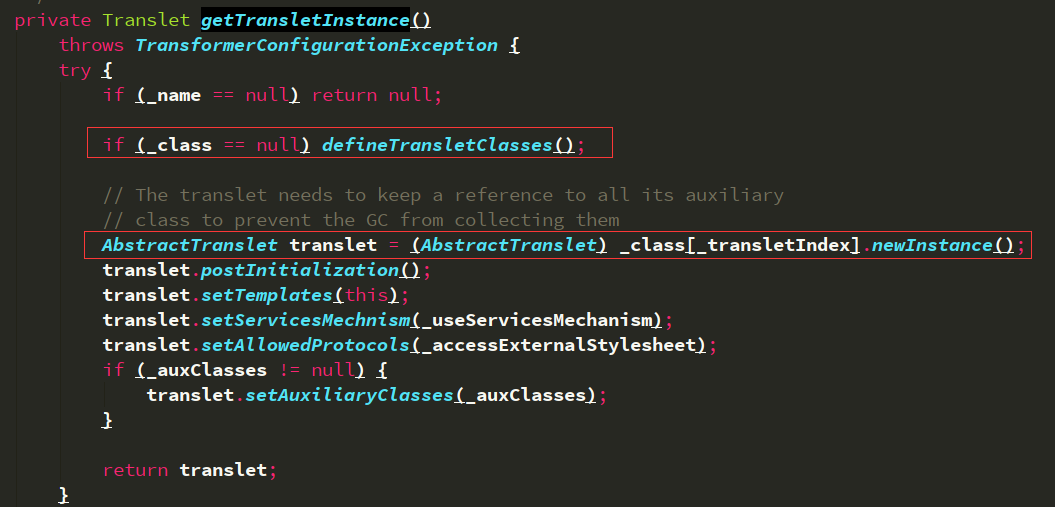 private Translet getTransletInstance()
throws TransformerConfigurationException {
try {
if (_name == null) return null;
if (_class == null) defineTransletClasses();
// The translet needs to keep a reference to all its auxiliary
// class to prevent the GC from collecting them
AbstractTranslet translet = (AbstractTranslet) _class[_transletIndex].newInstance();
translet.postInitialization();
translet.setTemplates(this);
translet.setServicesMechnism(_useServicesMechanism);
translet.setAllowedProtocols(_accessExternalStylesheet);
if (_auxClasses != null) {
translet.setAuxiliaryClasses(_auxClasses);
}
return translet;
}